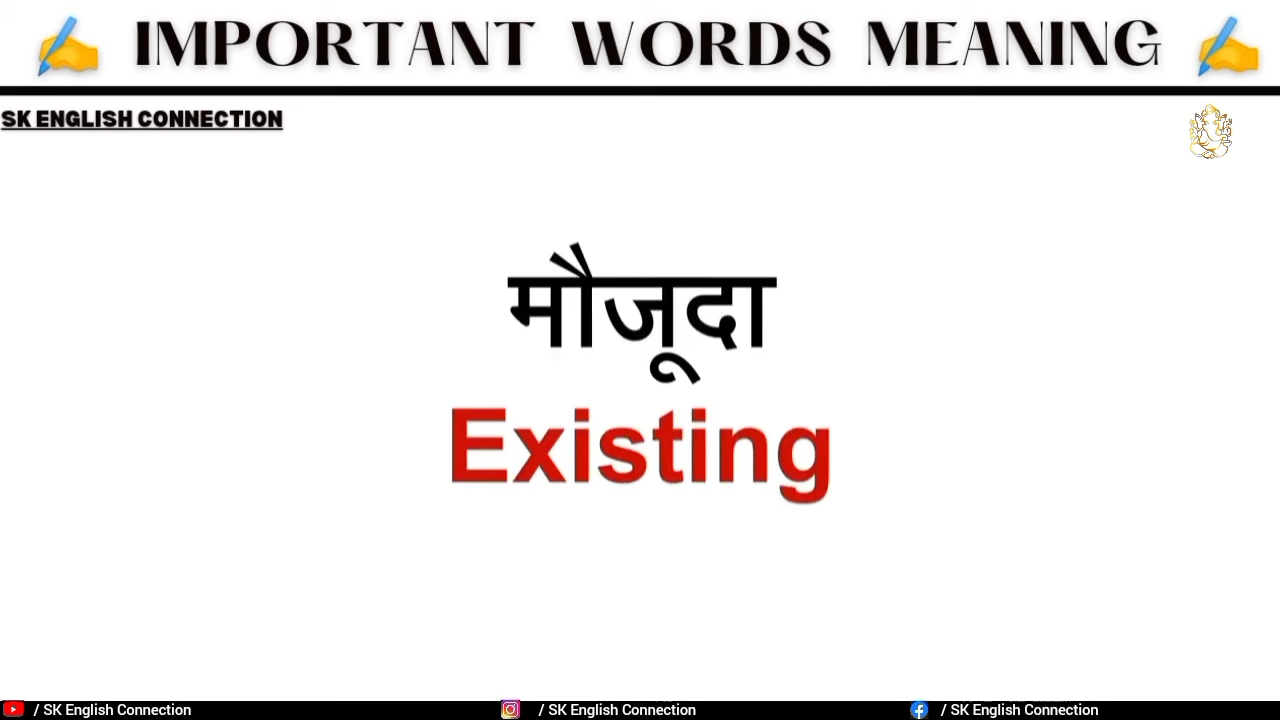 IMPORTANT WORDS MEANING
SK ENGLISH CONNECTION
मौजूदा
Existing
/ SK English Connection
/ SK English Connection
/ SK English Connection